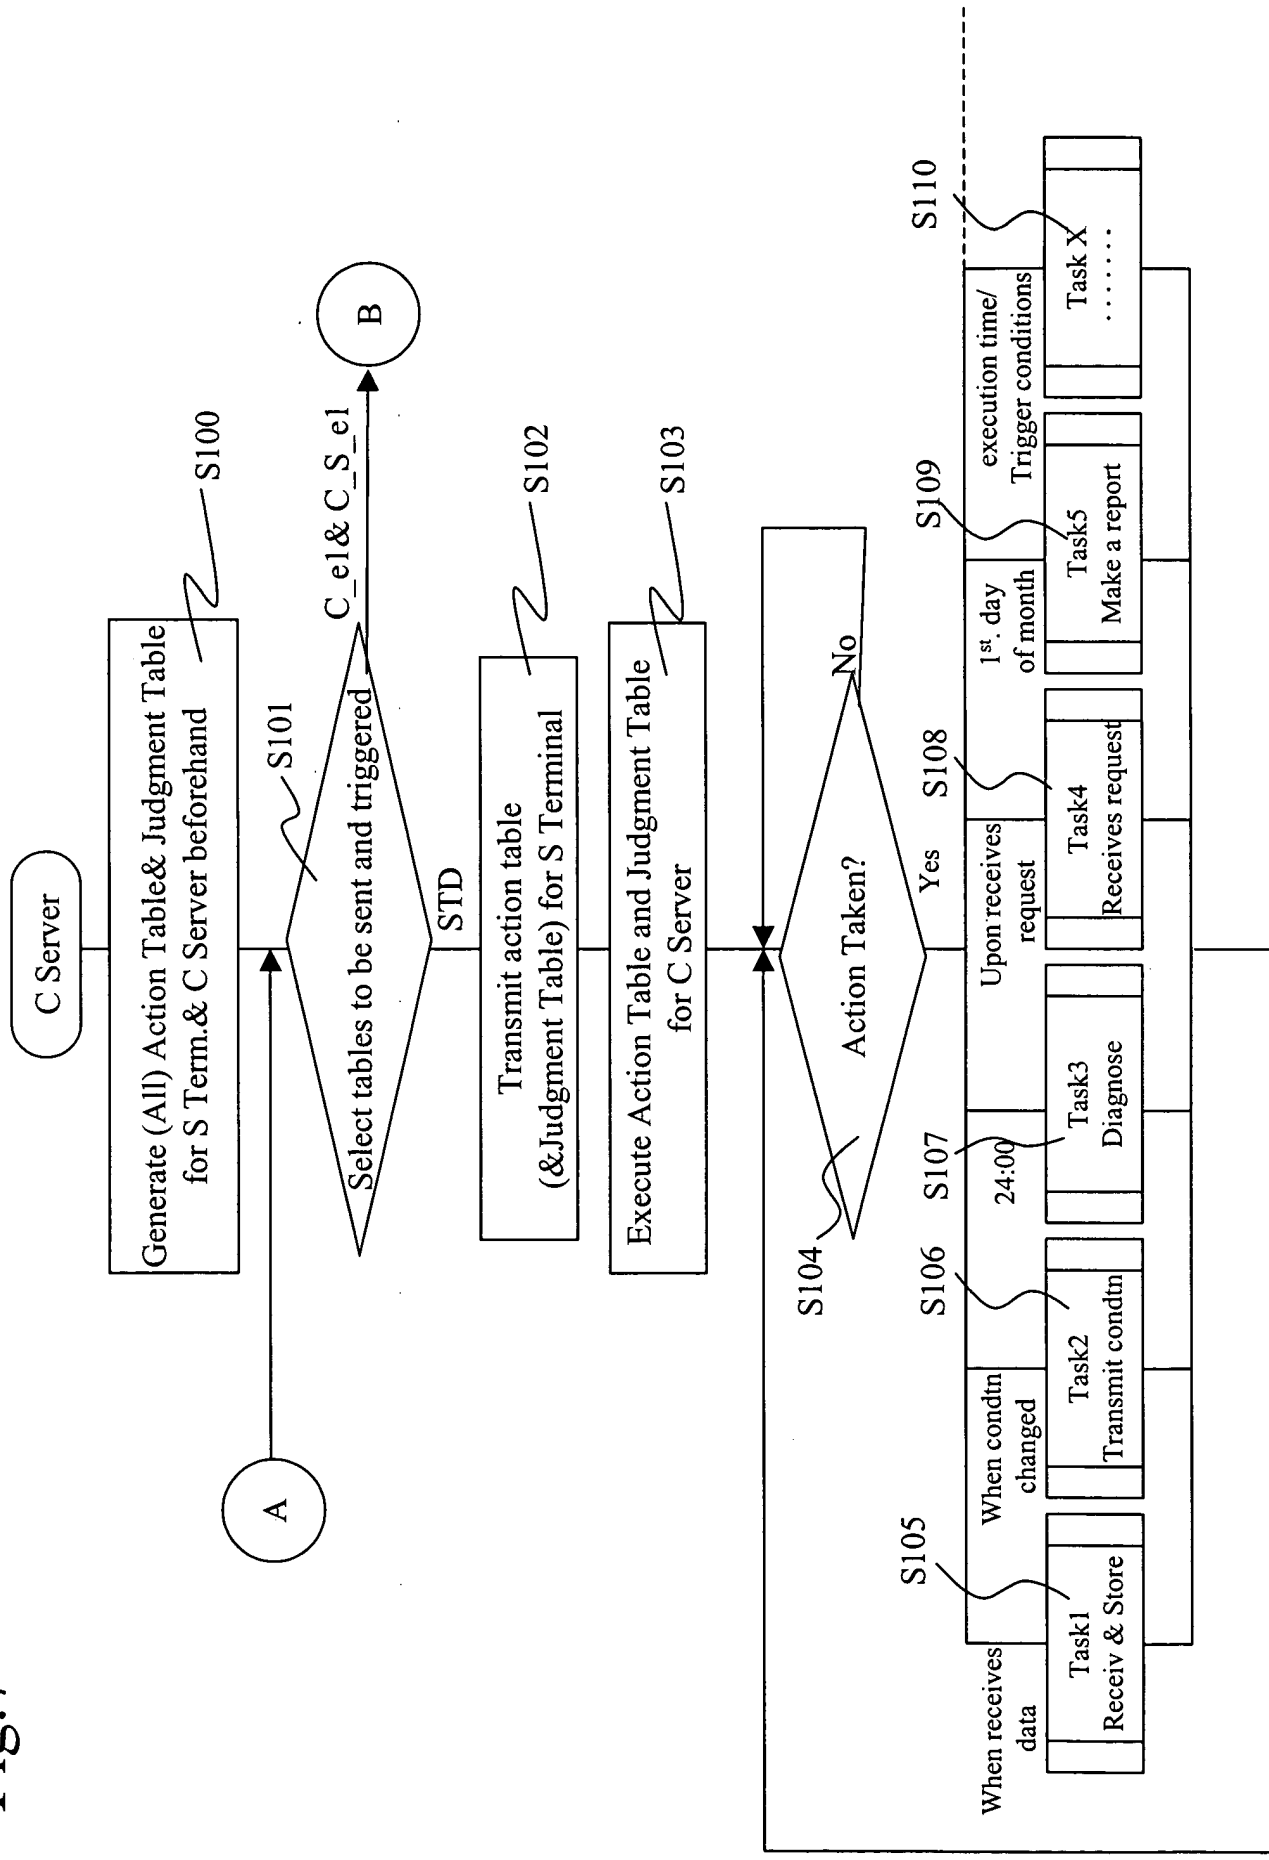 Fig.7
C Server
Generate (All) Action Table& Judgment Table
for S Term.& C Server beforehand
S100
A
S101
Select tables to be sent and triggered
C_el& C_S_el
B
STD
Transmit action table
(&Judgment Table) for S Terminal
S102
Execute Action Table and Judgment Table
for C Server
S103
Action Taken?
S104
No
Yes
When receives
data
S105
Task1
Receiv & Store
When condtn
changed
S106
Task2
Transmit condtn
24:00
S107
Task3
Diagnose
Upon receives
request
S108
Task4
Receives request
1st. day
of month
S109
Task5
Make a report
execution time/
Trigger conditions
S110
Task X
........